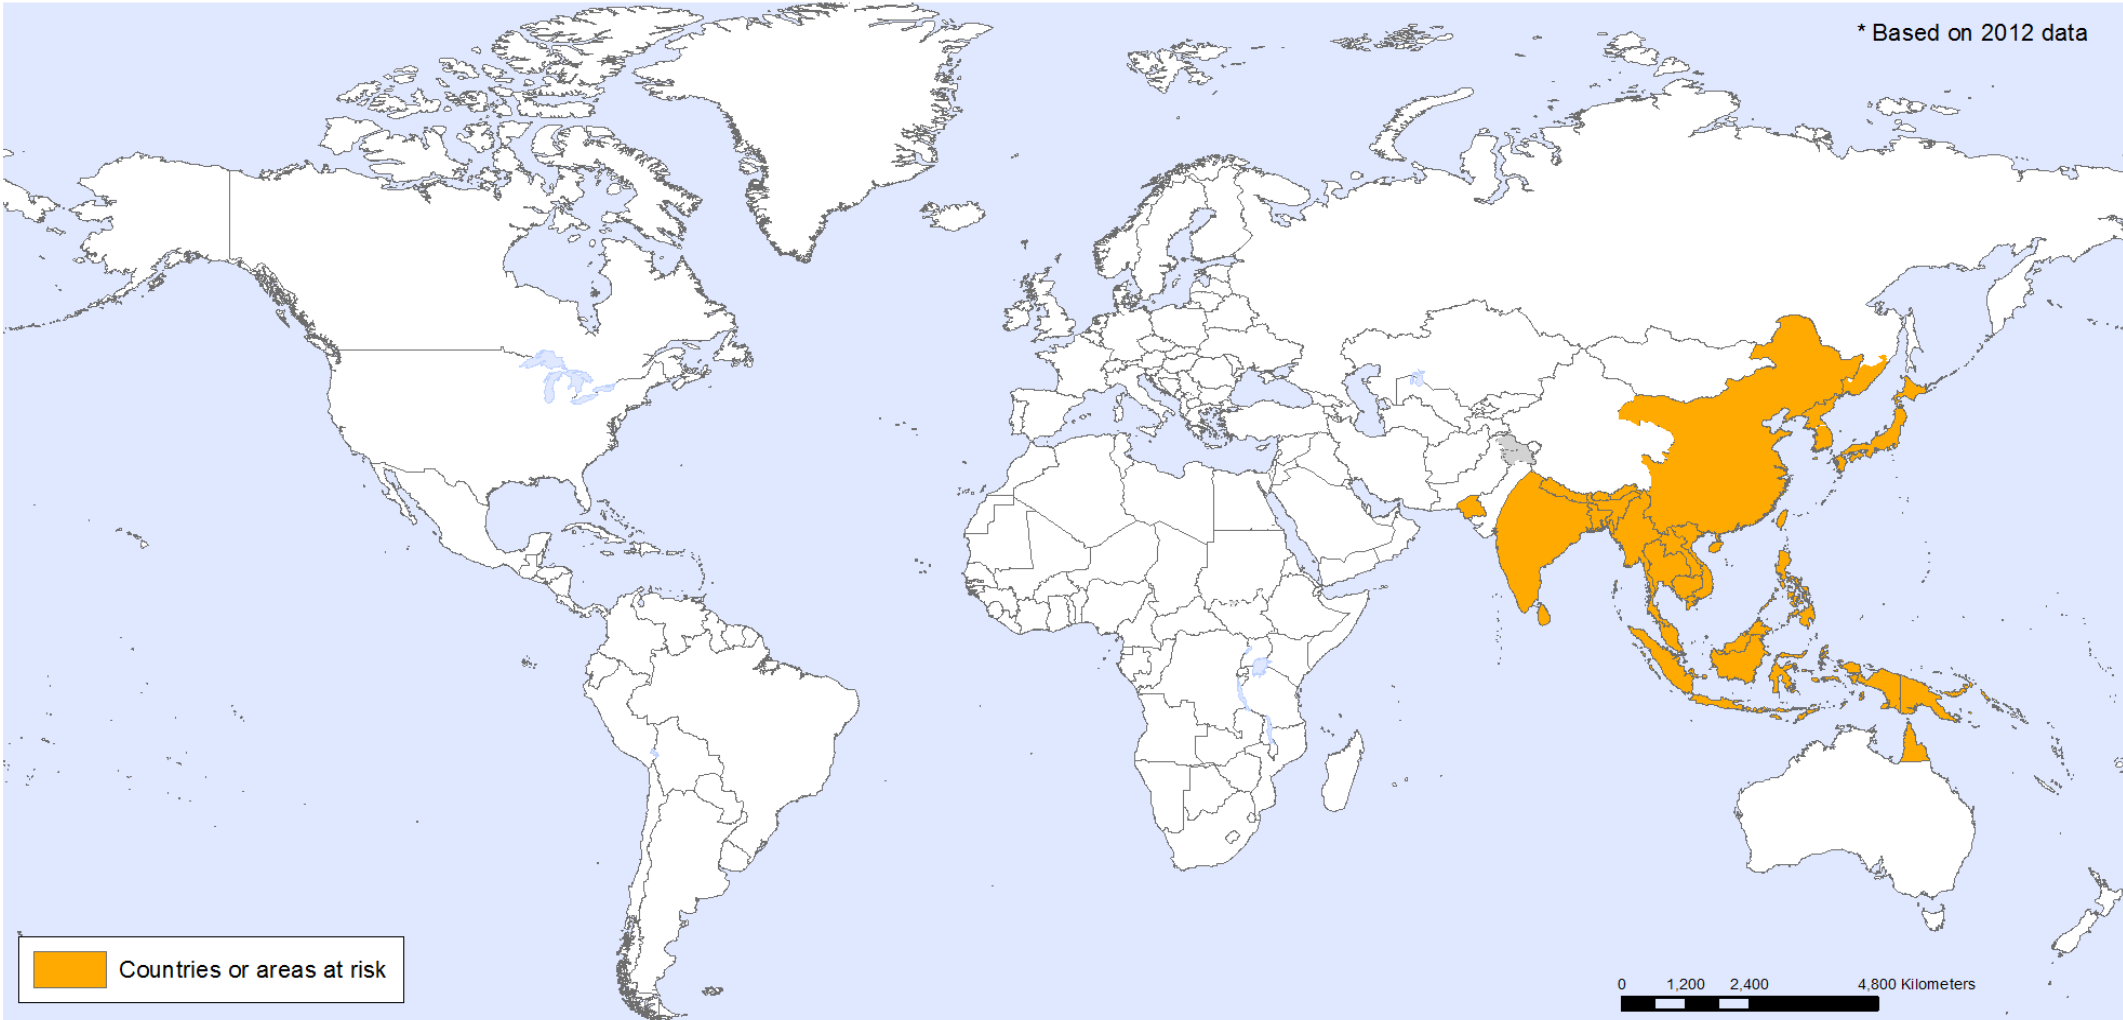 * Based on 2012 data
Countries or areas at risk
0 1,200 2,400 4,800 Kilometers